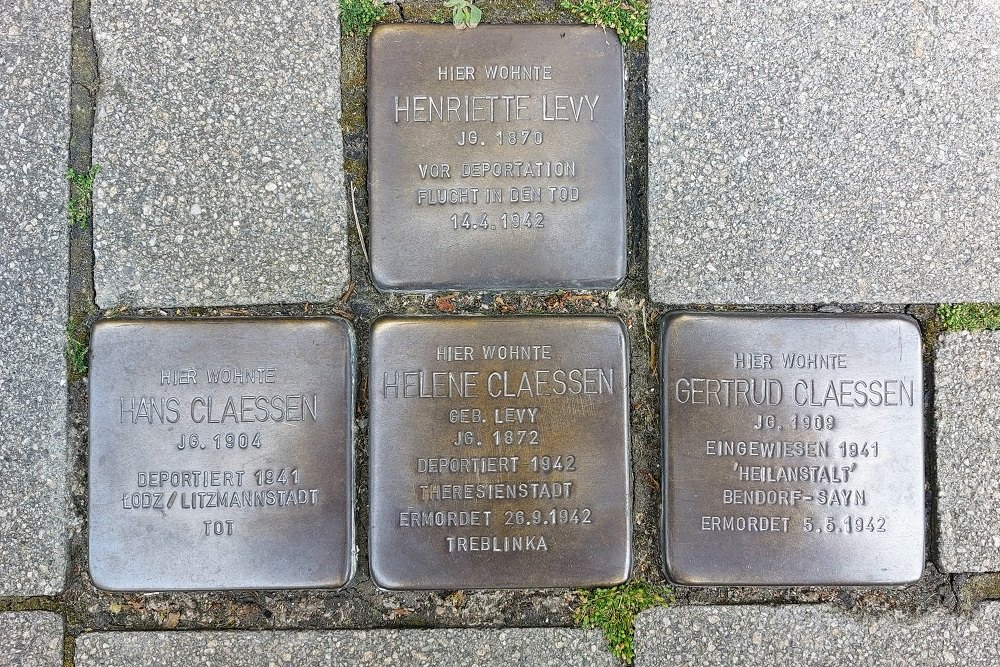 HIER WOHNTE
HENRIETTE LEVY
JG. 1870
VOR DEPORTATION
FLUCHT IN DEN TOD
14.4.1942
HIER WOHNTE
HANS CLAESSEN
JG. 1904
DEPORTIERT 1941
ŁODZ/LITZMANNSTADT
TOT
HIER WOHNTE
HELENE CLAESSEN
GEB. LEVY
JG. 1872
DEPORTIERT 1942
THERESIENSTADT
ERMORDET 26.9.1942
TREBLINKA
HIER WOHNTE
GERTRUD CLAESSEN
JG. 1909
EINGEWIESEN 1941
'HEILANSTALT'
BENDORF-SAYN
ERMORDET 5.5.1942